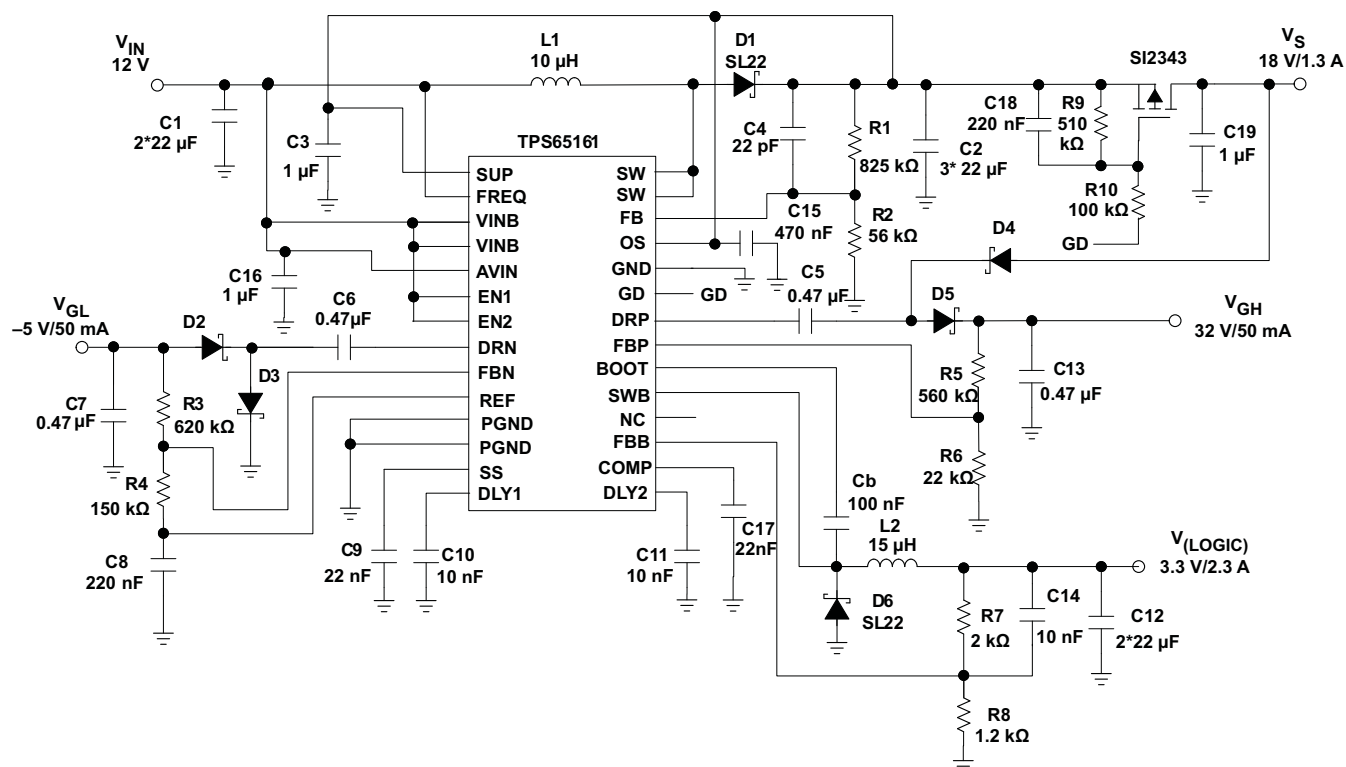 V_IN
12 V
L1
10 µH
D1
SL22
SI2343
V_S
18 V/1.3 A
C1
2*22 µF
C3
1 µF
TPS65161
C4
22 pF
R1
825 kΩ
C2
3* 22 µF
C18
220 nF
R9
510
kΩ
C19
1 µF
SUP
FREQ
VINB
VINB
AVIN
EN1
EN2
DRN
FBN
REF
PGND
PGND
SS
DLY1
SW
SW
FB
OS
GND
GD
DRP
FBP
BOOT
SWB
NC
FBB
COMP
DLY2
C15
470 nF
R2
56 kΩ
R10
100 kΩ
GD
GD
D4
C16
1 µF
C5
0.47 µF
D5
V_GH
32 V/50 mA
V_GL
–5 V/50 mA
D2
C6
0.47µF
D3
C7
0.47 µF
R3
620 kΩ
R4
150 kΩ
C8
220 nF
C9
22 nF
C10
10 nF
C11
10 nF
C17
22nF
R5
560 kΩ
C13
0.47 µF
R6
22 kΩ
Cb
100 nF
L2
15 µH
V_(LOGIC)
3.3 V/2.3 A
D6
SL22
R7
2 kΩ
C14
10 nF
C12
2*22 µF
R8
1.2 kΩ